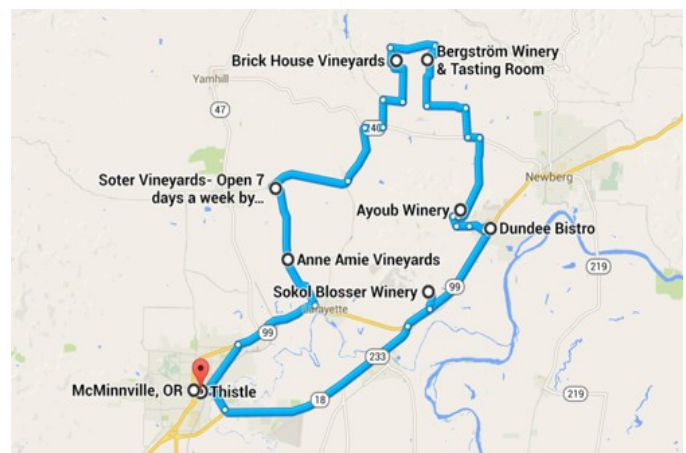 Brick House Vineyards
Bergström Winery
& Tasting Room
Yamhill
47
240
Soter Vineyards- Open 7
days a week by...
Newberg
Ayoub Winery
Dundee Bistro
Anne Amie Vineyards
219
Sokol Blosser Winery
99
Lafayette
99
233
McMinnville, OR
Thistle
18
219